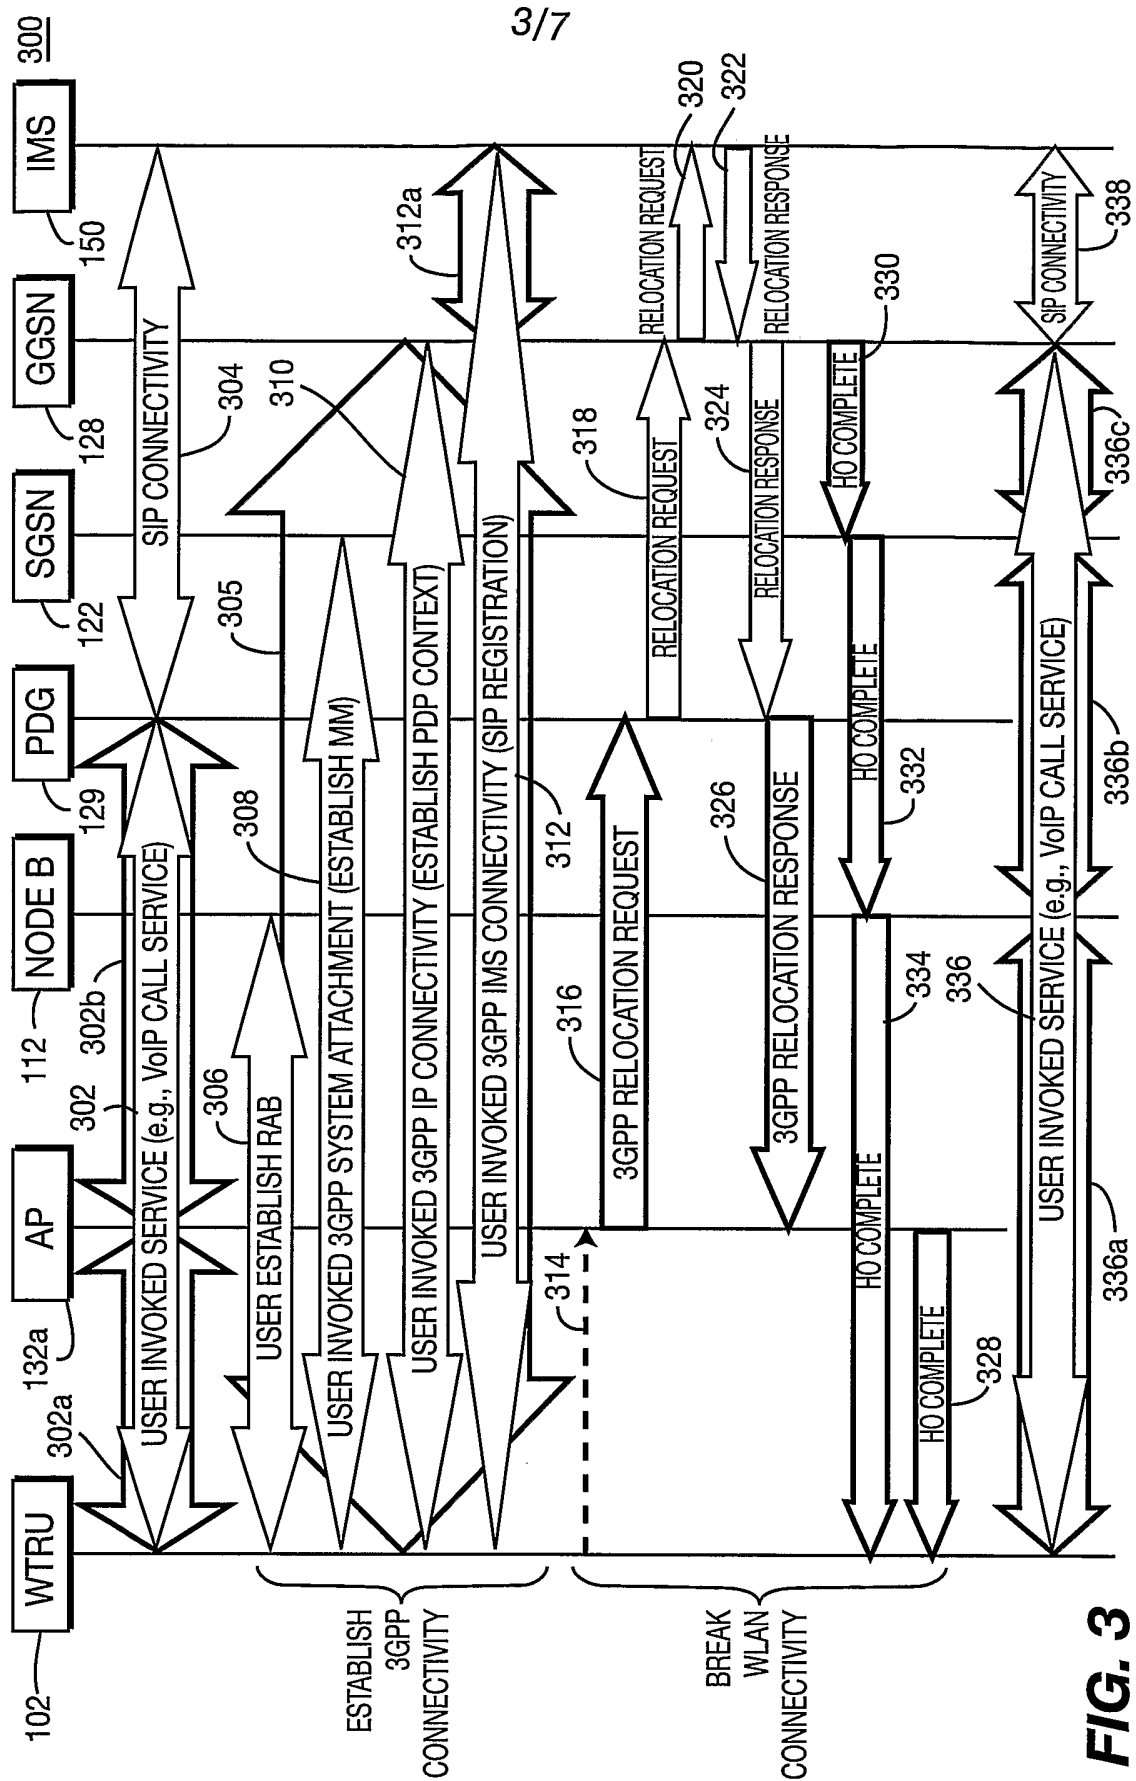 3/7
300
WTRU
AP
NODE B
PDG
SGSN
GGSN
IMS
102
132a
112
129
122
128
150
302a
302
302b
USER INVOKED SERVICE (e.g., VoIP CALL SERVICE)
SIP CONNECTIVITY
304
305
306
USER ESTABLISH RAB
308
USER INVOKED 3GPP SYSTEM ATTACHMENT (ESTABLISH MM)
310
USER INVOKED 3GPP IP CONNECTIVITY (ESTABLISH PDP CONTEXT)
312a
USER INVOKED 3GPP IMS CONNECTIVITY (SIP REGISTRATION)
312
ESTABLISH
3GPP
CONNECTIVITY
314
316
3GPP RELOCATION REQUEST
318
RELOCATION REQUEST
RELOCATION REQUEST
320
322
RELOCATION RESPONSE
324
RELOCATION RESPONSE
326
3GPP RELOCATION RESPONSE
BREAK
WLAN
CONNECTIVITY
HO COMPLETE
330
HO COMPLETE
332
HO COMPLETE
334
HO COMPLETE
328
336
USER INVOKED SERVICE (e.g., VoIP CALL SERVICE)
SIP CONNECTIVITY
338
336a
336b
336c
FIG. 3